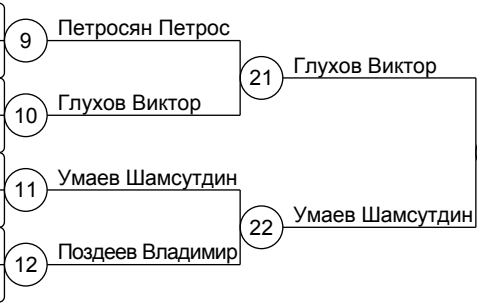 9 Петросян Петрос
21 Глухов Виктор
10 Глухов Виктор
11 Умаев Шамсутдин
22 Умаев Шамсутдин
12 Поздеев Владимир